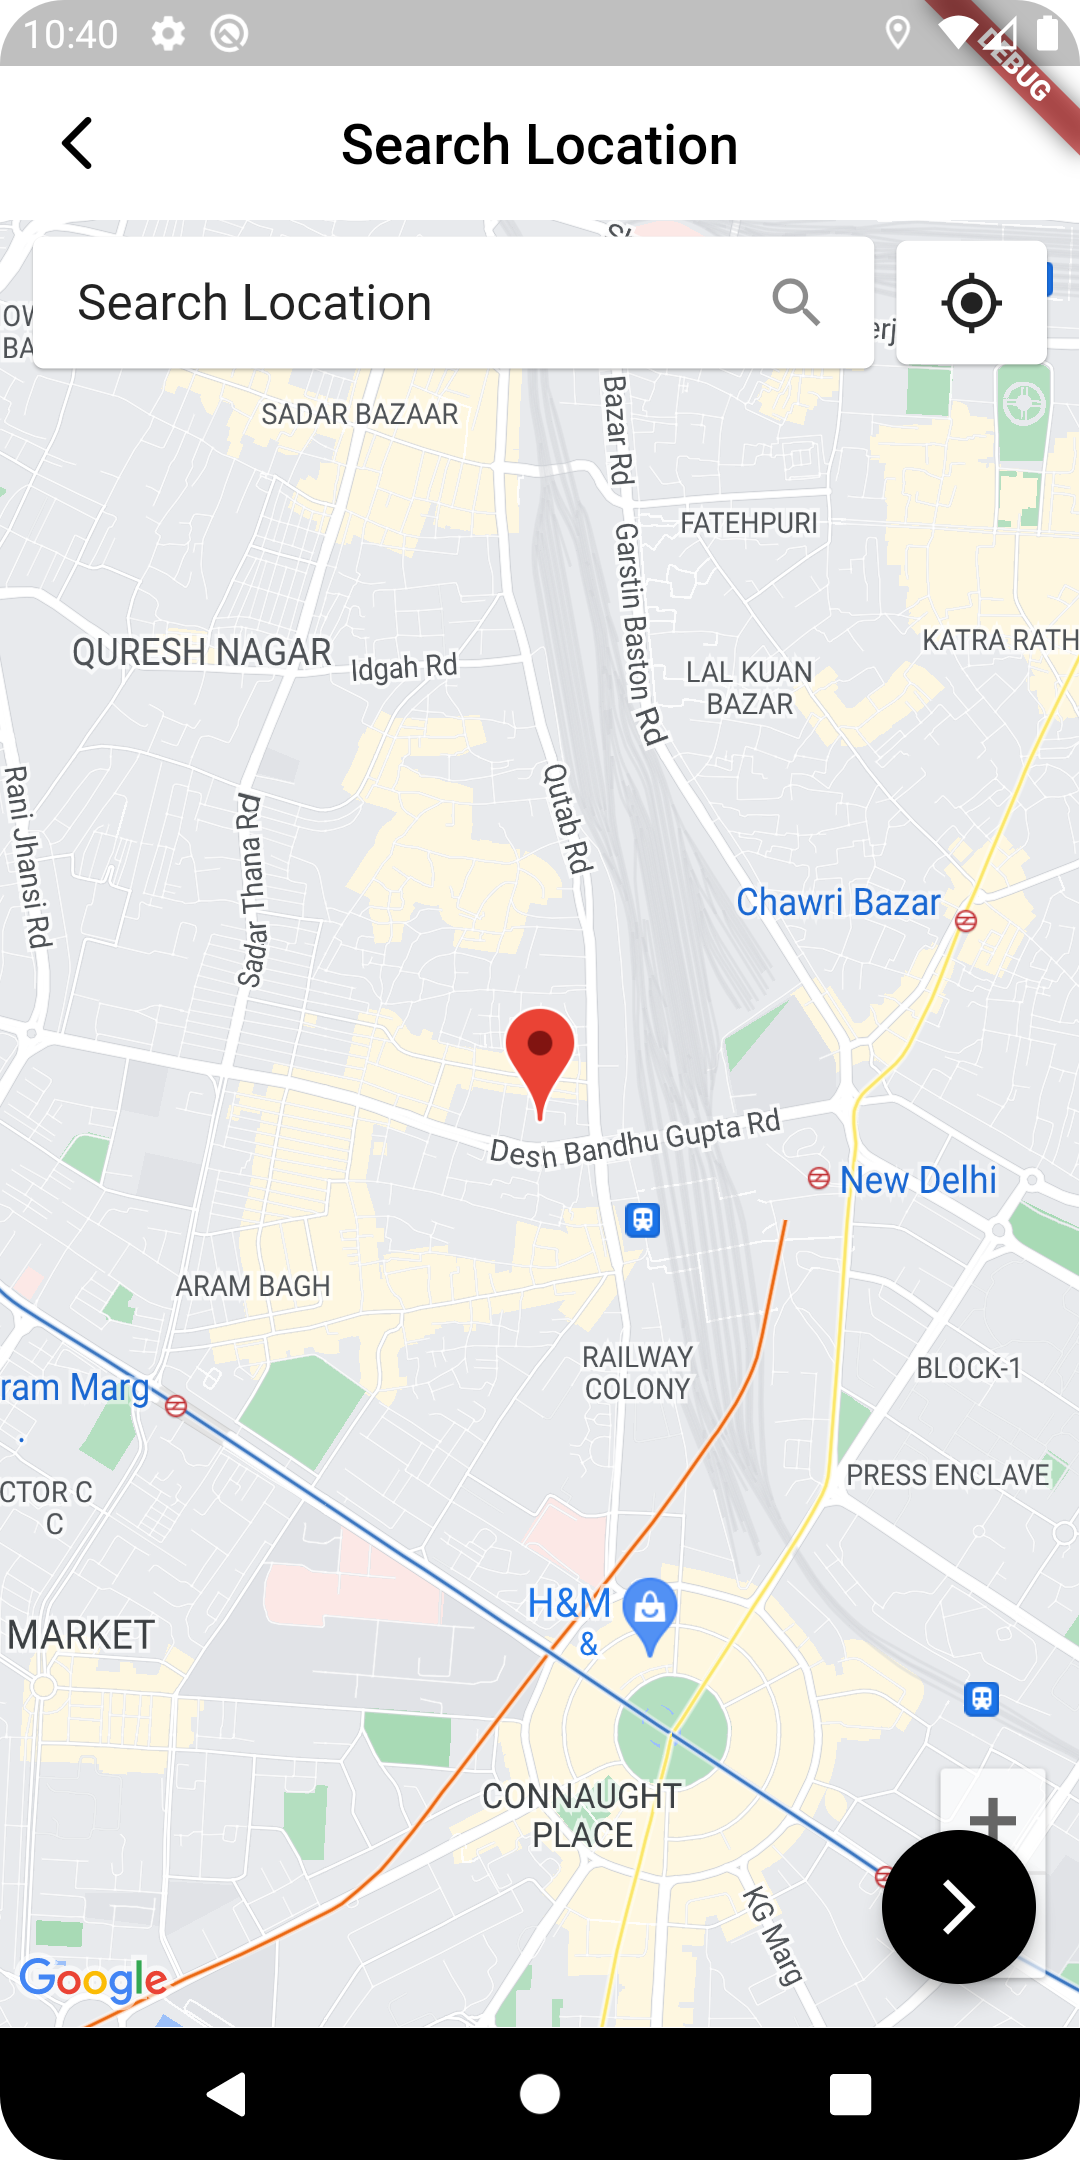 10:40
DEBUG
Search Location
Search Location
SADAR BAZAAR
Bazar Rd
FATEHPURI
Garstin Baston Rd
KATRA RATH
QURESH NAGAR
Idgah Rd
LAL KUAN
BAZAR
Rani Jhansi Rd
Sadar Thana Rd
Qutab Rd
Chawri Bazar
Desh Bandhu Gupta Rd
New Delhi
ARAM BAGH
RAILWAY
COLONY
BLOCK-1
ram Marg
PRESS ENCLAVE
CTOR C
C
H&M
&
MARKET
CONNAUGHT
PLACE
KG Marg
Google